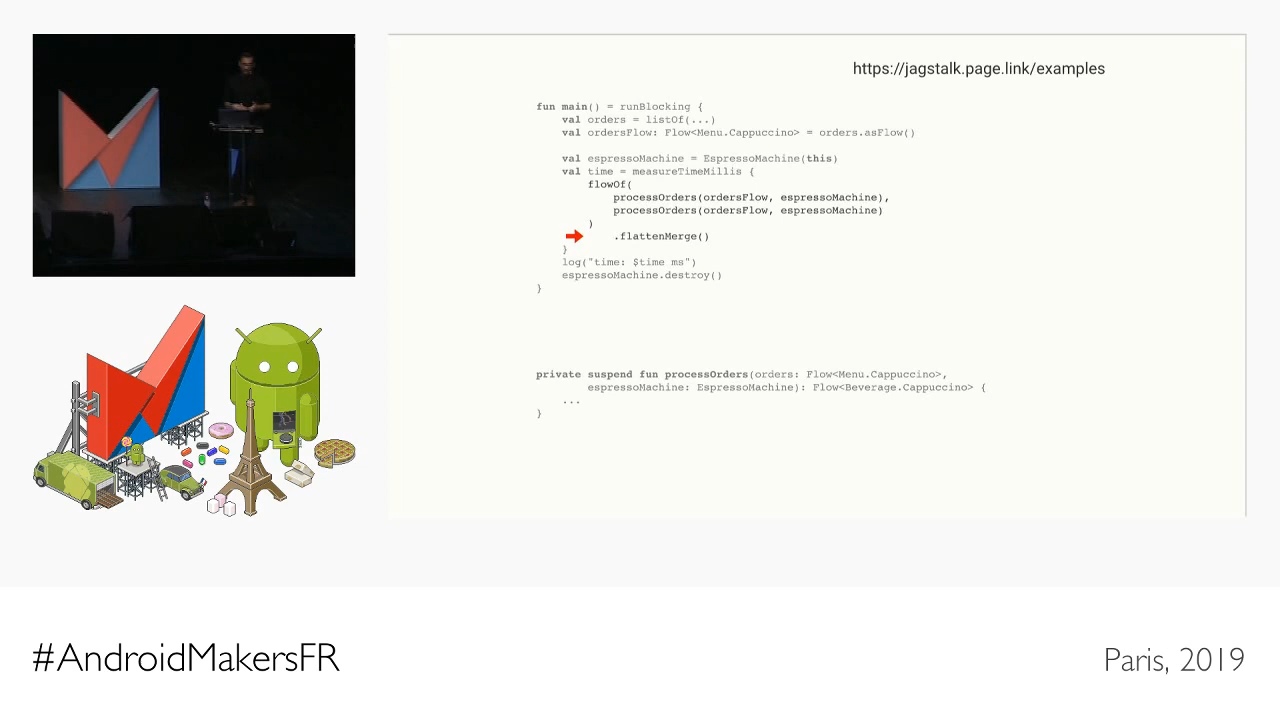 https://jagstalk.page.link/examples
fun main() = runBlocking {
    val orders = listOf(...)
    val ordersFlow: Flow<Menu.Cappuccino> = orders.asFlow()
    val espressoMachine = EspressoMachine(this)
    val time = measureTimeMillis {
        flowOf(
            processOrders(ordersFlow, espressoMachine),
            processOrders(ordersFlow, espressoMachine)
        )
            .flattenMerge()
    }
    log("time: $time ms")
    espressoMachine.destroy()
}
private suspend fun processOrders(orders: Flow<Menu.Cappuccino>,
        espressoMachine: EspressoMachine): Flow<Beverage.Cappuccino> {
    ...
}
#AndroidMakersFR
Paris, 2019